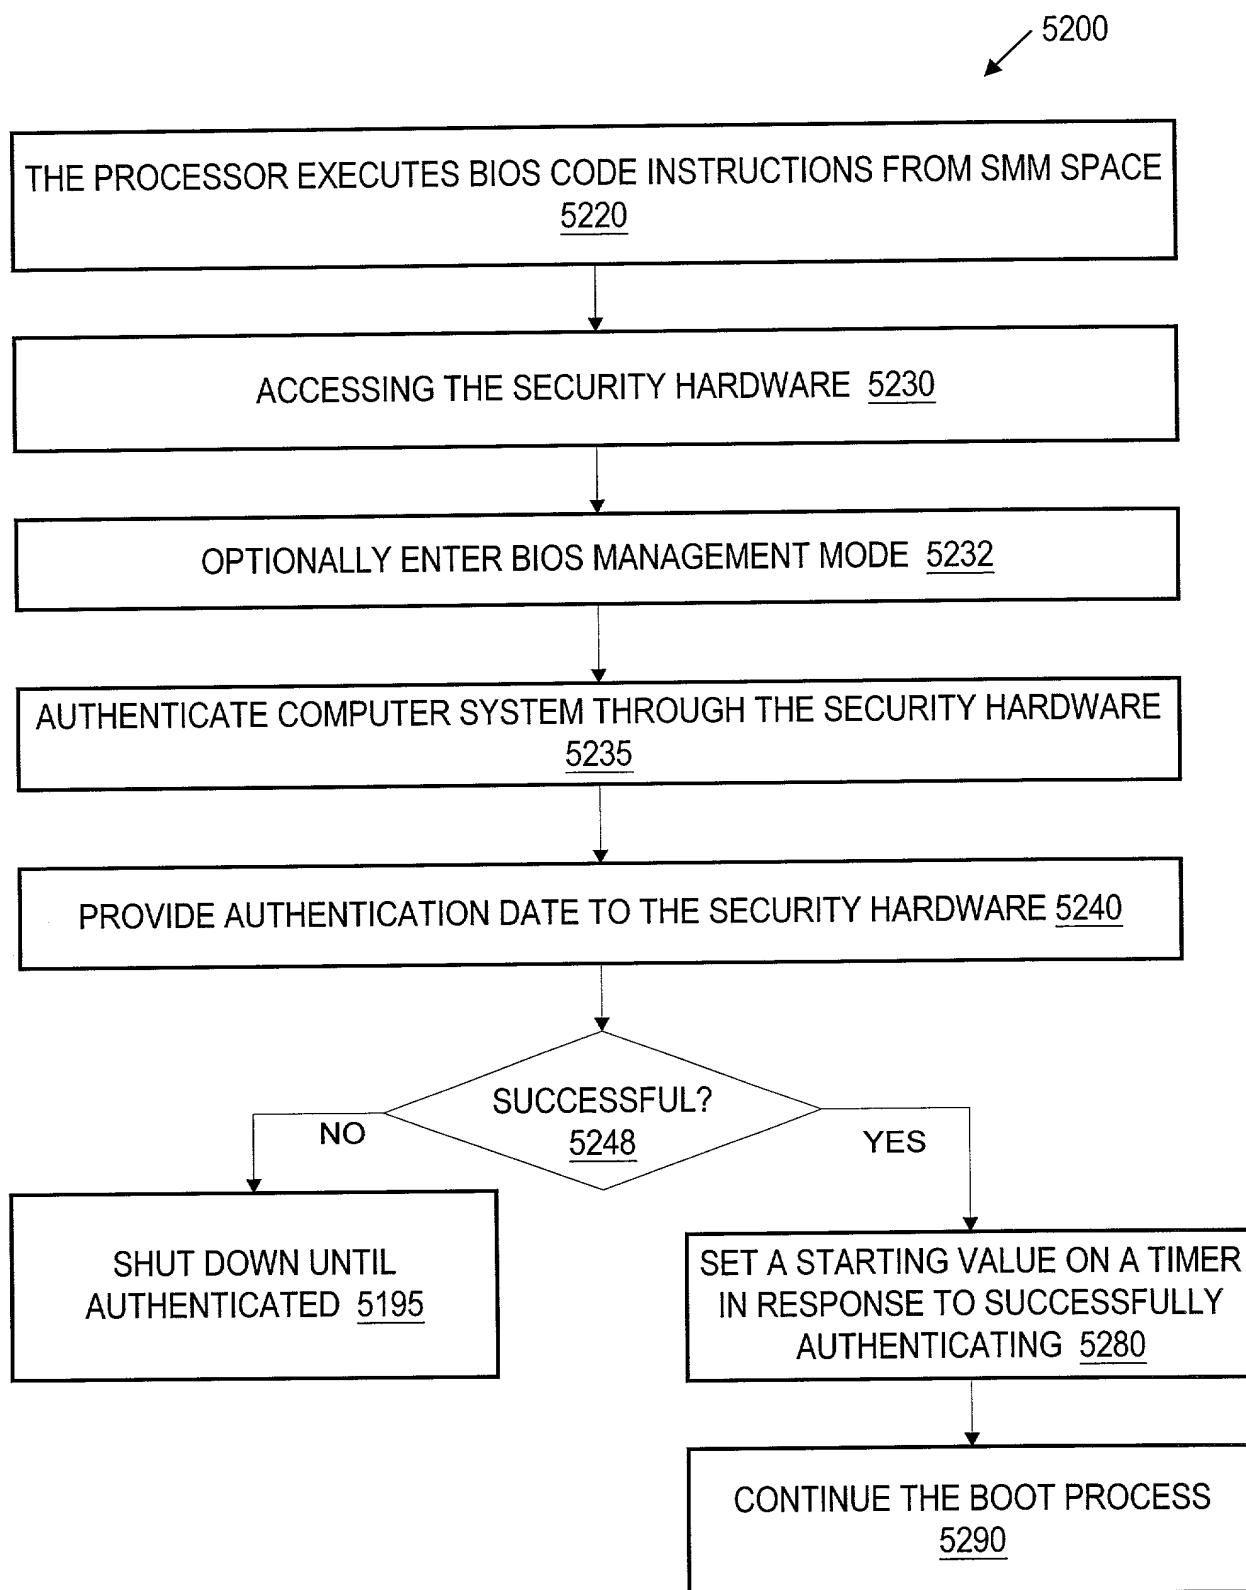 5200
THE PROCESSOR EXECUTES BIOS CODE INSTRUCTIONS FROM SMM SPACE
5220
ACCESSING THE SECURITY HARDWARE 5230
OPTIONALLY ENTER BIOS MANAGEMENT MODE 5232
AUTHENTICATE COMPUTER SYSTEM THROUGH THE SECURITY HARDWARE
5235
PROVIDE AUTHENTICATION DATE TO THE SECURITY HARDWARE 5240
SUCCESSFUL?
5248
NO
YES
SHUT DOWN UNTIL
AUTHENTICATED 5195
SET A STARTING VALUE ON A TIMER
IN RESPONSE TO SUCCESSFULLY
AUTHENTICATING 5280
CONTINUE THE BOOT PROCESS
5290